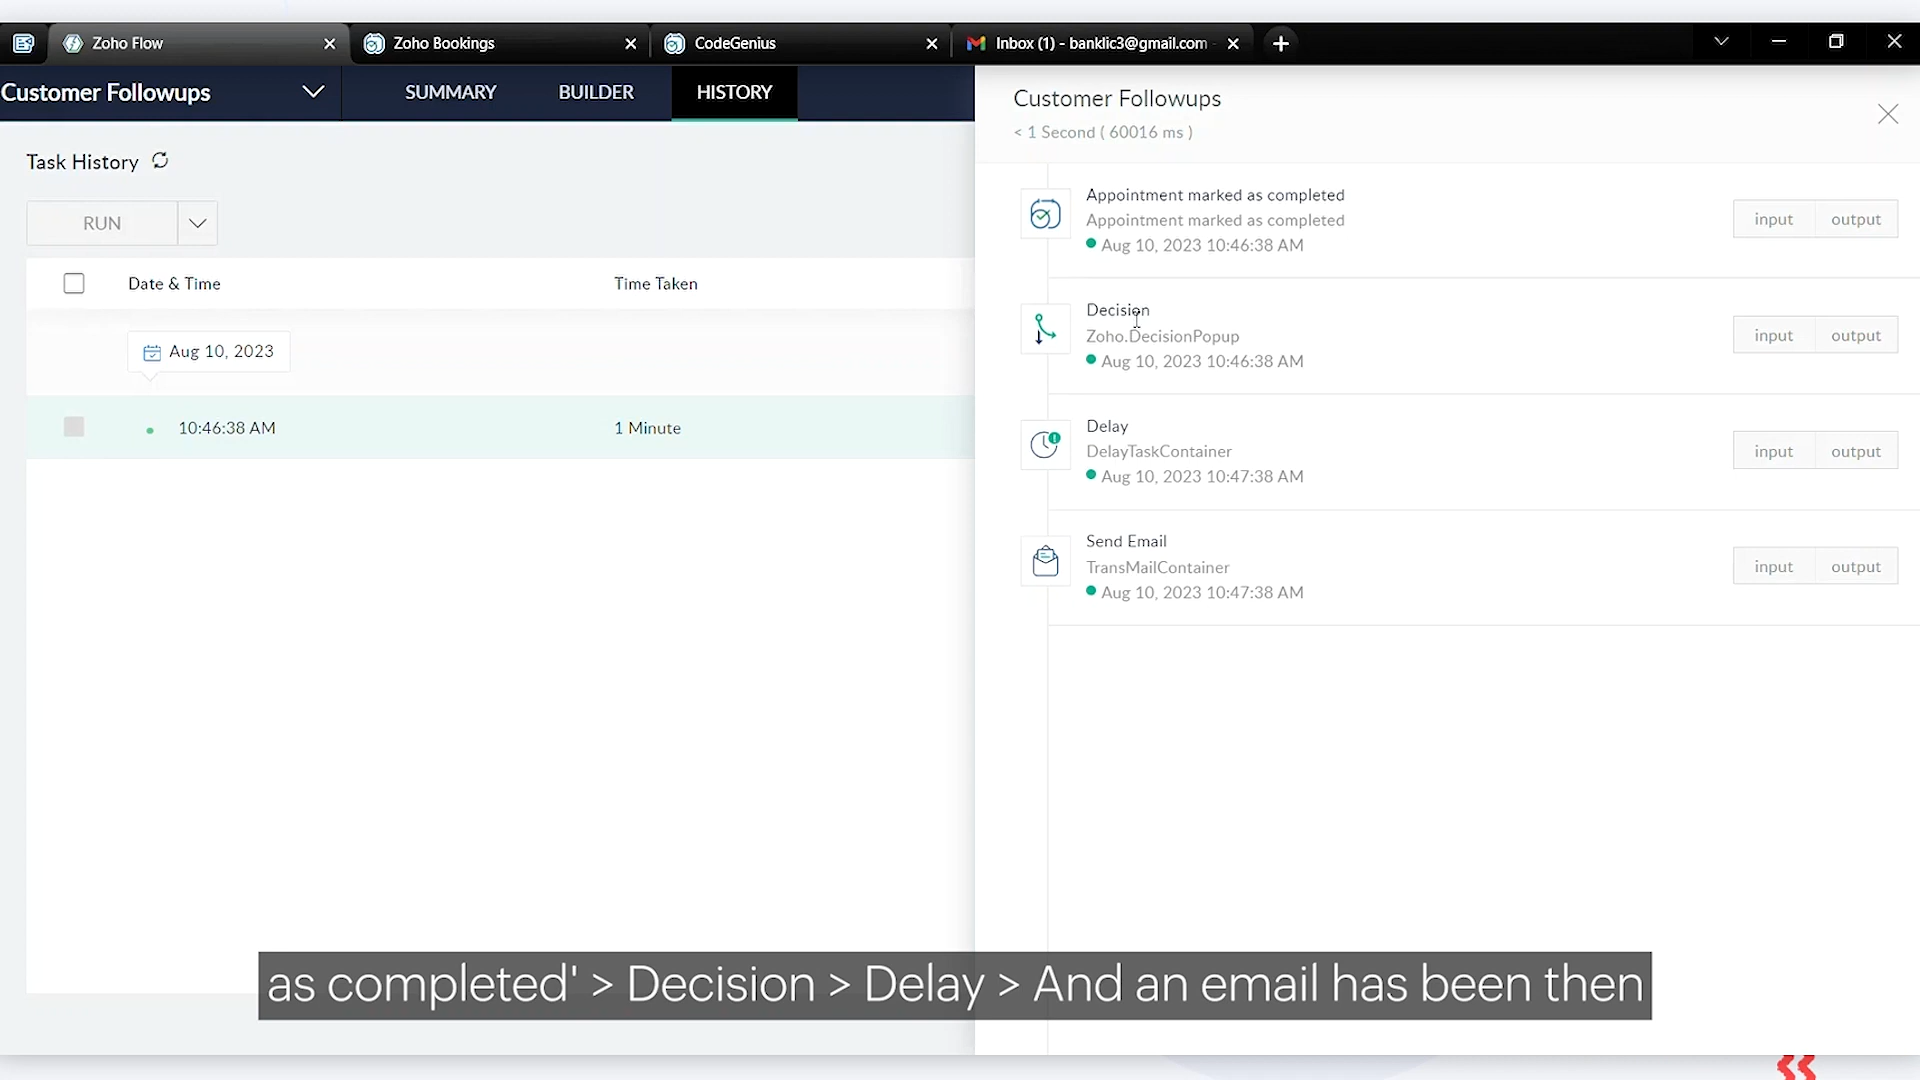 Zoho Flow
Zoho Bookings
CodeGenius
Inbox (1) - banklic3@gmail.com
Customer Followups
SUMMARY
BUILDER
HISTORY
Task History
RUN
Date & Time
Time Taken
Aug 10, 2023
10:46:38 AM
1 Minute
Customer Followups
< 1 Second ( 60016 ms )
Appointment marked as completed
Appointment marked as completed
Aug 10, 2023 10:46:38 AM
input
output
Decision
Zoho.DecisionPopup
Aug 10, 2023 10:46:38 AM
input
output
Delay
DelayTaskContainer
Aug 10, 2023 10:47:38 AM
input
output
Send Email
TransMailContainer
Aug 10, 2023 10:47:38 AM
input
output
as completed' > Decision > Delay > And an email has been then